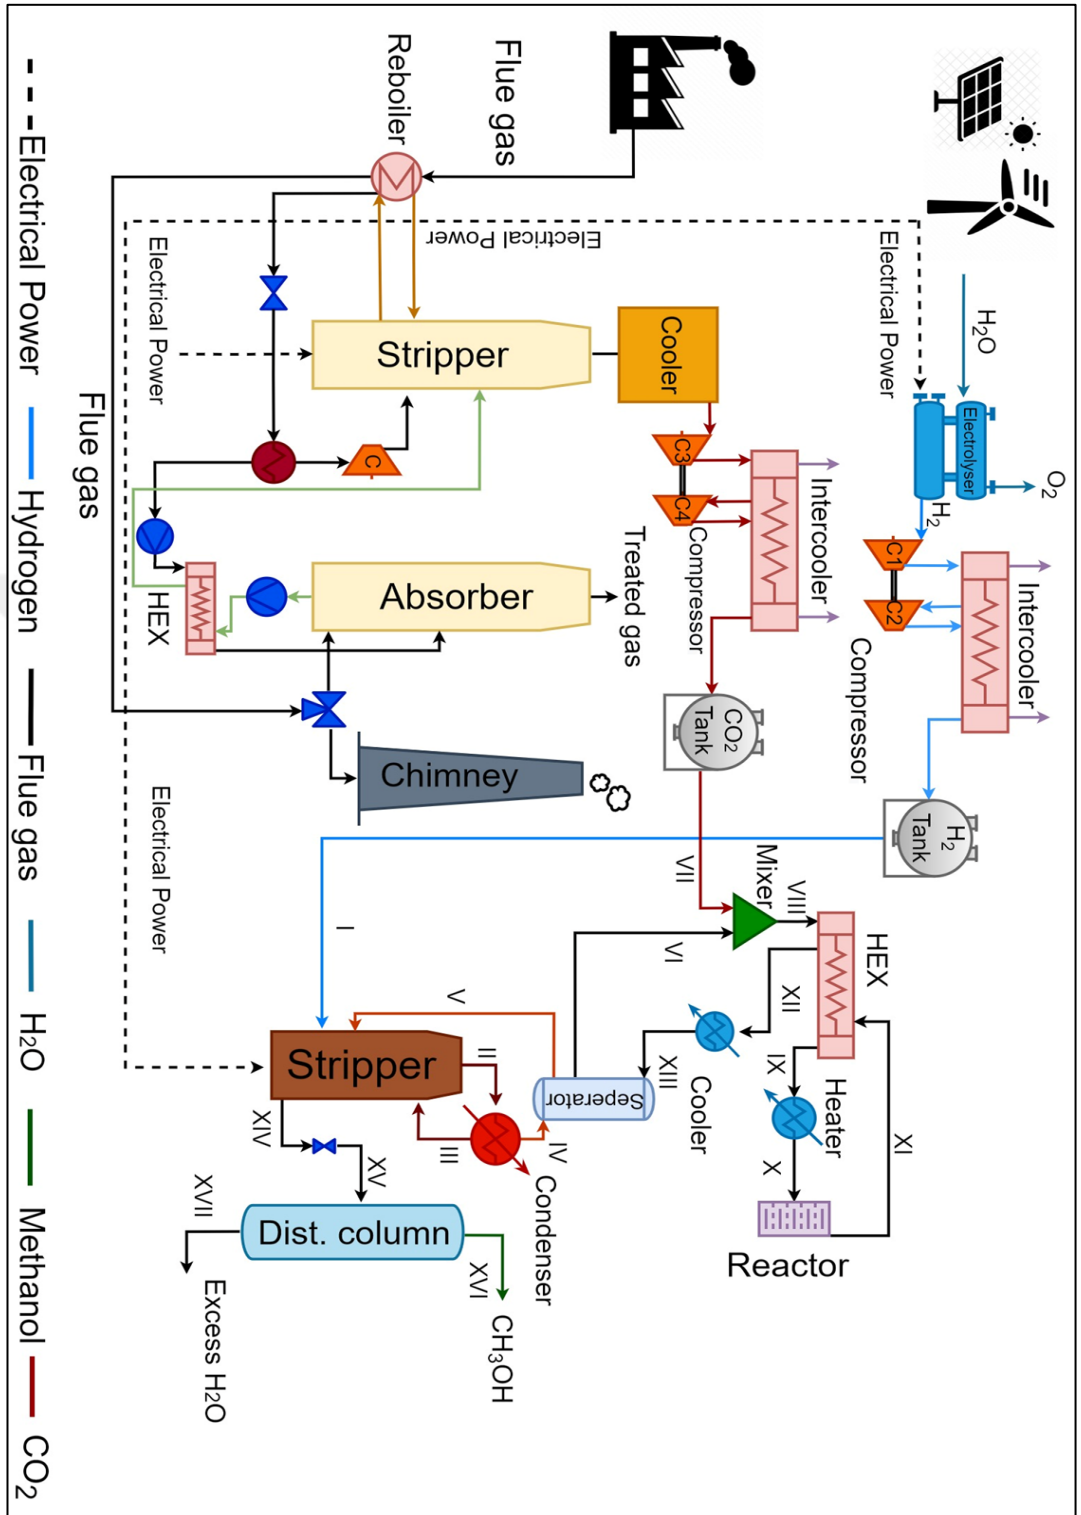 Flue gas
Reboiler
Electrical Power
H₂O
Electrical Power
Electrical Power
Stripper
Cooler
Electrolyser
O₂
H₂
C
C3
C4
Compressor
Intercooler
C1
C2
Compressor
Intercooler
Flue gas
HEX
Absorber
Treated gas
CO₂
Tank
H₂
Tank
Chimney
Electrical Power
I
VII
Mixer
VIII
VI
HEX
XII
IX
XIII
Cooler
Heater
XI
X
Reactor
V
Stripper
II
III
IV
Condenser
Seperator
XIV
XV
XVII
Dist. column
XVI
CH₃OH
Excess H₂O
Electrical Power
Hydrogen
Flue gas
H₂O
Methanol
CO₂